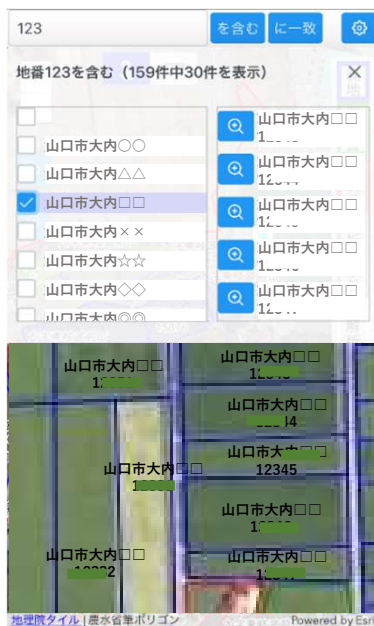 123
を含む
に一致
地番123を含む（159件中30件を表示）
山口市大内○○
山口市大内△△
山口市大内□□
山口市大内××
山口市大内☆☆
山口市大内◇◇
山口市大内◎◎
山口市大内□□
山口市大内□□
山口市大内□□
山口市大内□□
山口市大内□□
山口市大内□□
山口市大内□□
山口市大内□□
山口市大内□□
12345
山口市大内□□
山口市大内□□
山口市大内□□
山口市大内□□
地理院タイル | 農水省筆ポリゴン
Powered by Esri